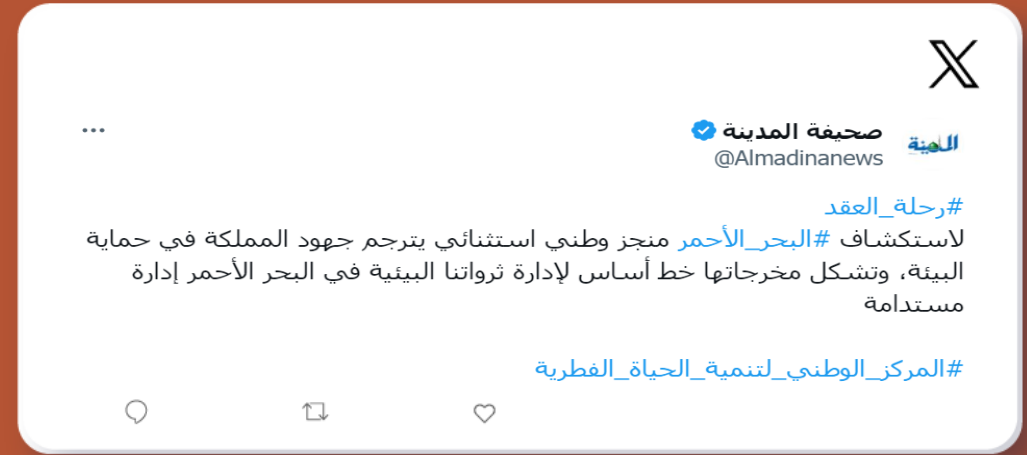 صحيفة المدينة
@Almadinanews
المدينة
#رحلة_العقد
لاستكشاف #البحر_الأحمر منجز وطني استثنائي يترجم جهود المملكة في حماية
البيئة، وتشكل مخرجاتها خط أساس لإدارة ثرواتنا البيئية في البحر الأحمر إدارة
مستدامة
#المركز_الوطني_لتنمية_الحياة_الفطرية